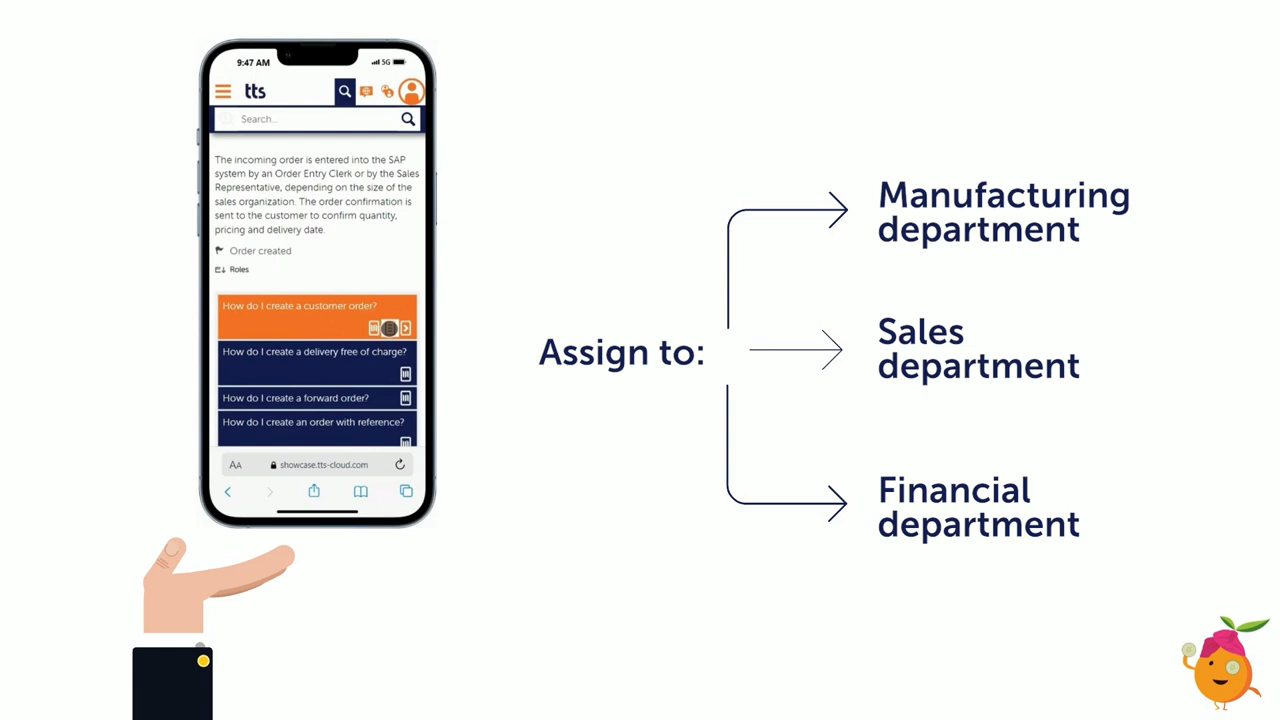 9:47 AM
5G
tts
Search...
The incoming order is entered into the SAP
system by an Order Entry Clerk or by the Sales
Representative, depending on the size of the
sales organization. The order confirmation is
sent to the customer to confirm quantity,
pricing and delivery date.
Order created
Roles
How do I create a customer order?
How do I create a delivery free of charge?
How do I create a forward order?
How do I create an order with reference?
AA
showcase.tts-cloud.com
Assign to:
Manufacturing
department
Sales
department
Financial
department